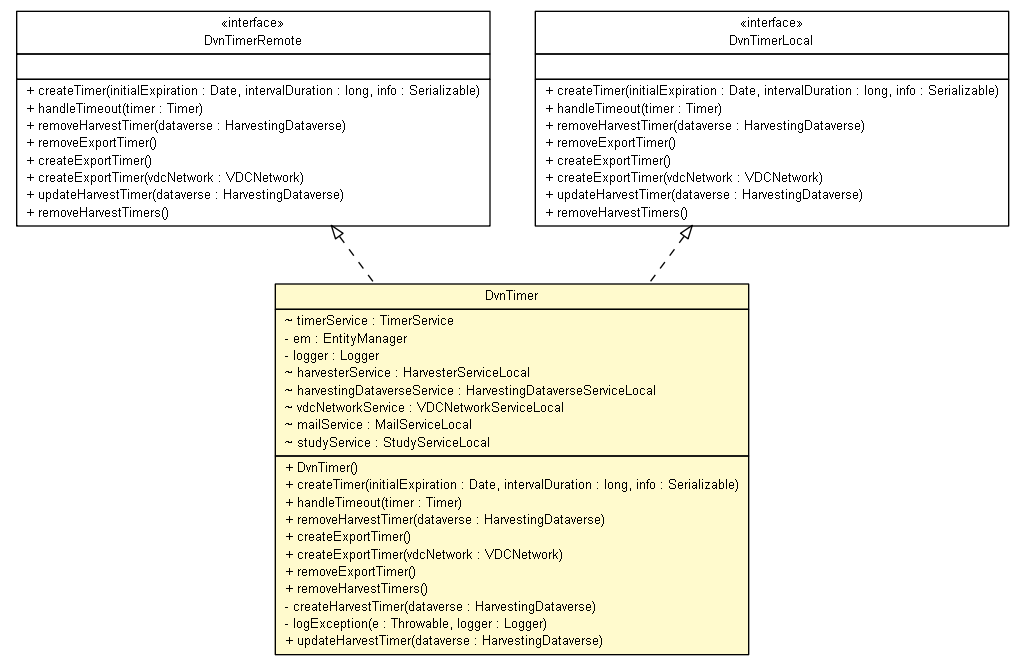 «interface»
DvnTimerRemote
+ createTimer(initialExpiration : Date, intervalDuration : long, info : Serializable)
+ handleTimeout(timer : Timer)
+ removeHarvestTimer(dataverse : HarvestingDataverse)
+ removeExportTimer()
+ createExportTimer()
+ createExportTimer(vdcNetwork : VDCNetwork)
+ updateHarvestTimer(dataverse : HarvestingDataverse)
+ removeHarvestTimers()
«interface»
DvnTimerLocal
+ createTimer(initialExpiration : Date, intervalDuration : long, info : Serializable)
+ handleTimeout(timer : Timer)
+ removeHarvestTimer(dataverse : HarvestingDataverse)
+ removeExportTimer()
+ createExportTimer()
+ createExportTimer(vdcNetwork : VDCNetwork)
+ updateHarvestTimer(dataverse : HarvestingDataverse)
+ removeHarvestTimers()
DvnTimer
~ timerService : TimerService
- em : EntityManager
- logger : Logger
~ harvesterService : HarvesterServiceLocal
~ harvestingDataverseService : HarvestingDataverseServiceLocal
~ vdcNetworkService : VDCNetworkServiceLocal
~ mailService : MailServiceLocal
~ studyService : StudyServiceLocal
+ DvnTimer()
+ createTimer(initialExpiration : Date, intervalDuration : long, info : Serializable)
+ handleTimeout(timer : Timer)
+ removeHarvestTimer(dataverse : HarvestingDataverse)
+ createExportTimer()
+ createExportTimer(vdcNetwork : VDCNetwork)
+ removeExportTimer()
+ removeHarvestTimers()
- createHarvestTimer(dataverse : HarvestingDataverse)
- logException(e : Throwable, logger : Logger)
+ updateHarvestTimer(dataverse : HarvestingDataverse)